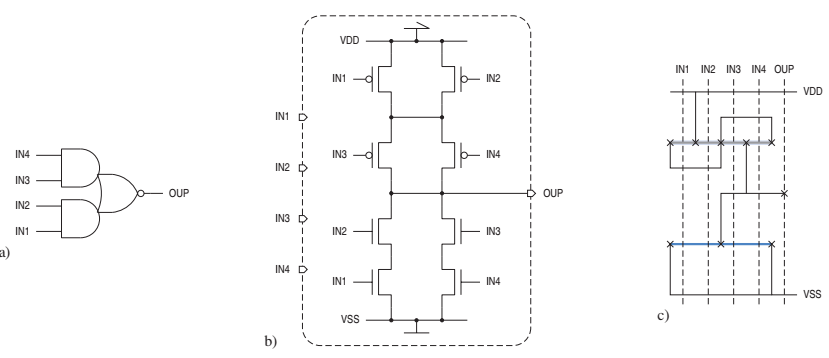 IN4
IN3
IN2
IN1
OUP
a)
VDD
IN1
IN2
IN1
IN2
IN3
IN4
IN3
IN4
OUP
IN2
IN3
IN1
IN4
VSS
b)
IN1 IN2 IN3 IN4 OUP
VDD
VSS
c)